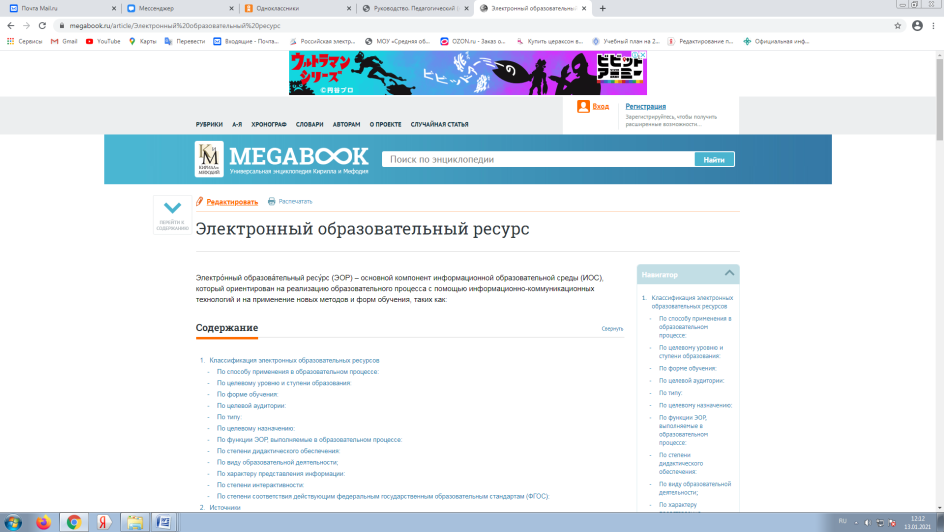 Почта Mail.ru
Мессенджер
Одноклассники
Руководство. Педагогический
Электронный образовательны
megabook.ru/article/Электронный%20образовательный%20ресурс
Сервисы
Gmail
YouTube
Карты
Перевести
Входящие - Почта...
Российская электр...
МОУ «Средняя об...
OZON.ru - Заказ о...
Купить церассон в...
Учебный план на 2...
Редактирование п...
Официальная инф...
ウルトラマン
シリーズ
©円谷プロ
ビビッと
アーミー
РУБРИКИ А-Я ХРОНОГРАФ СЛОВАРИ АВТОРАМ О ПРОЕКТЕ СЛУЧАЙНАЯ СТАТЬЯ
Вход
Регистрация
Зарегистрируйтесь, чтобы получить
расширенные возможности...
КИРИЛЛ и
МЕФОДИЙ
MEGABOOK
Универсальная энциклопедия Кирилла и Мефодия
Поиск по энциклопедии
Найти
ПЕРЕЙТИ К
СОДЕРЖАНИЮ
Редактировать
Распечатать
Электронный образовательный ресурс
Электро́нный образова́тельный ресу́рс (ЭОР) – основной компонент информационной образовательной среды (ИОС),
который ориентирован на реализацию образовательного процесса с помощью информационно-коммуникационных
технологий и на применение новых методов и форм обучения, таких как:
Содержание
Свернуть
1. Классификация электронных образовательных ресурсов
- По способу применения в образовательном процессе:
- По целевому уровню и ступени образования:
- По форме обучения:
- По целевой аудитории:
- По типу:
- По целевому назначению:
- По функции ЭОР, выполняемые в образовательном процессе:
- По степени дидактического обеспечения:
- По виду образовательной деятельности;
- По характеру представления информации:
- По степени интерактивности:
- По степени соответствия действующим федеральным государственным образовательным стандартам (ФГОС):
2. Источники
Навигатор
1. Классификация электронных
образовательных ресурсов
- По способу применения в
образовательном
процессе:
- По целевому уровню и
ступени образования:
- По форме обучения:
- По целевой аудитории:
- По типу:
- По целевому назначению:
- По функции ЭОР,
выполняемые в
образовательном
процессе:
- По степени
дидактического
обеспечения:
- По виду образовательной
деятельности;
- По характеру
RU
12:12
13.01.2021